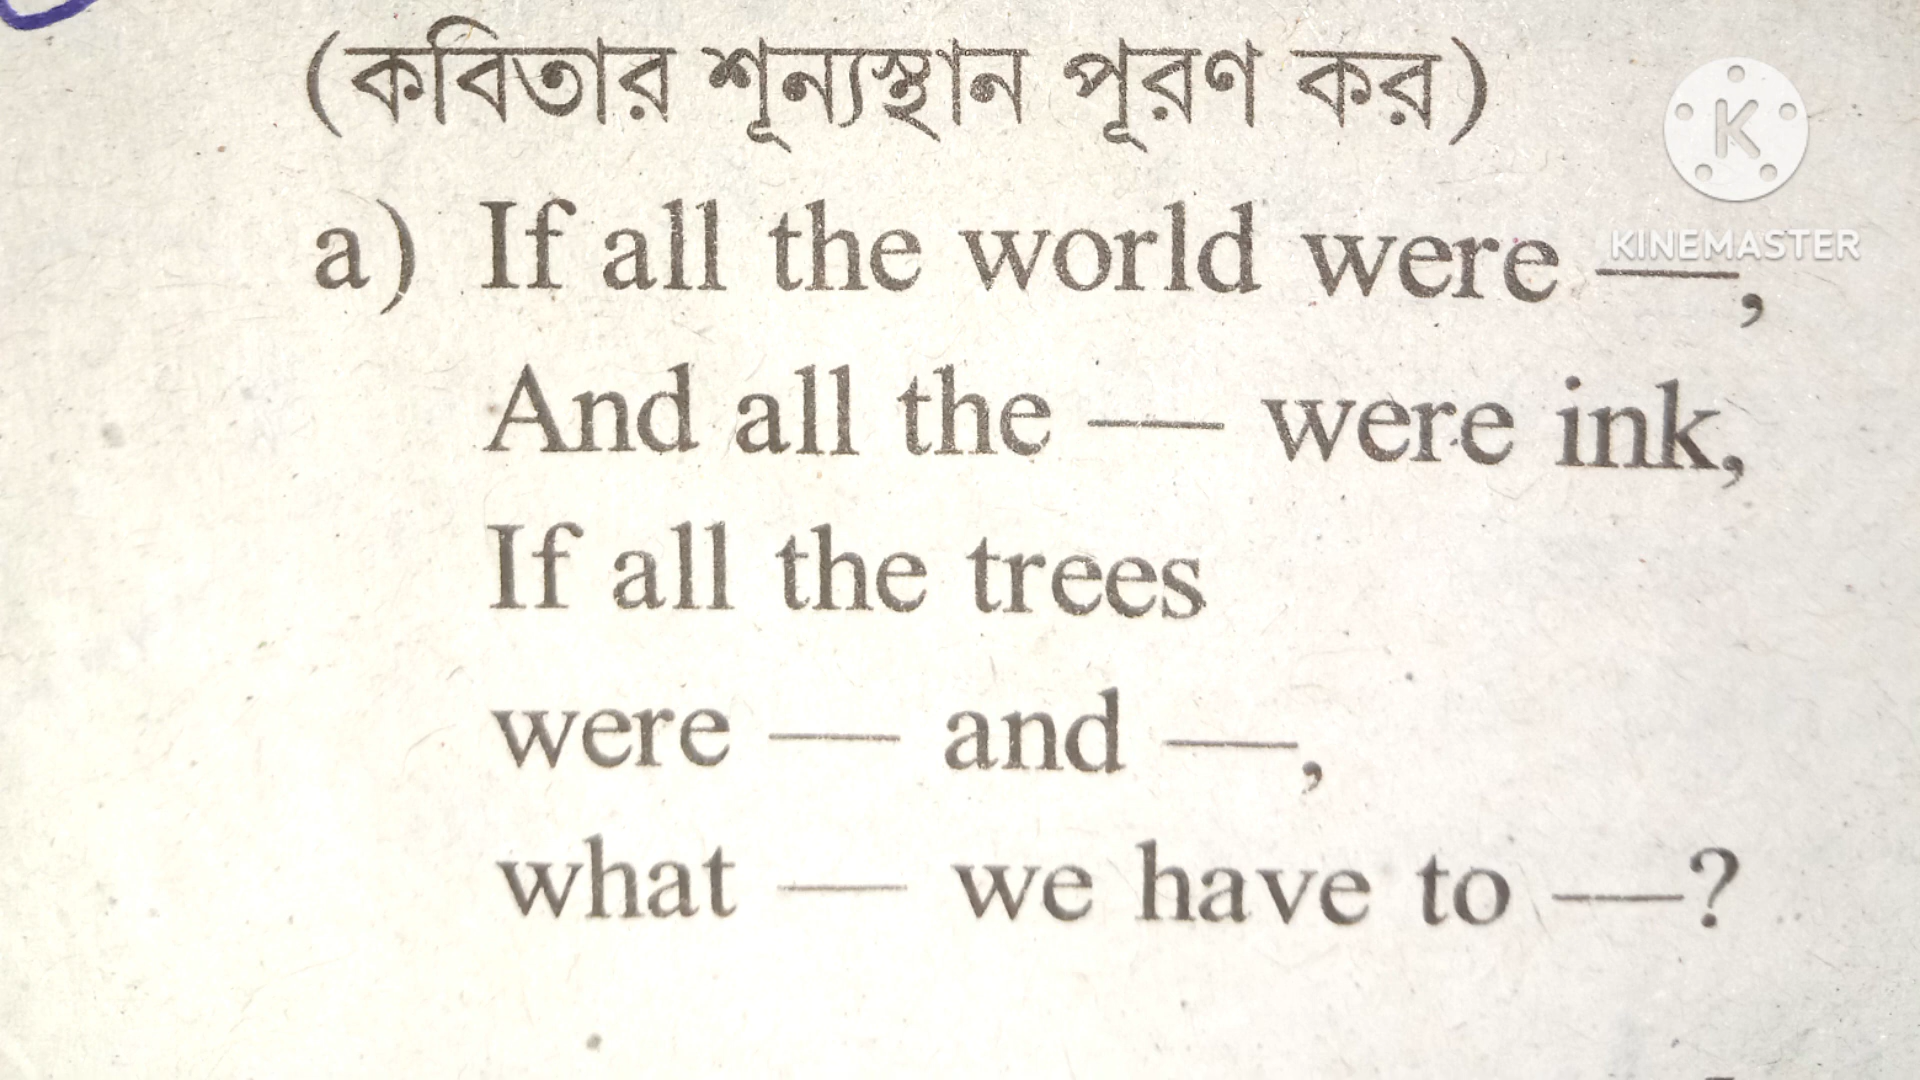 (কবিতার শূন্যস্থান পূরণ কর)
K
KINEMASTER
a) If all the world were —,
And all the — were ink,
If all the trees
were — and —,
what — we have to —?